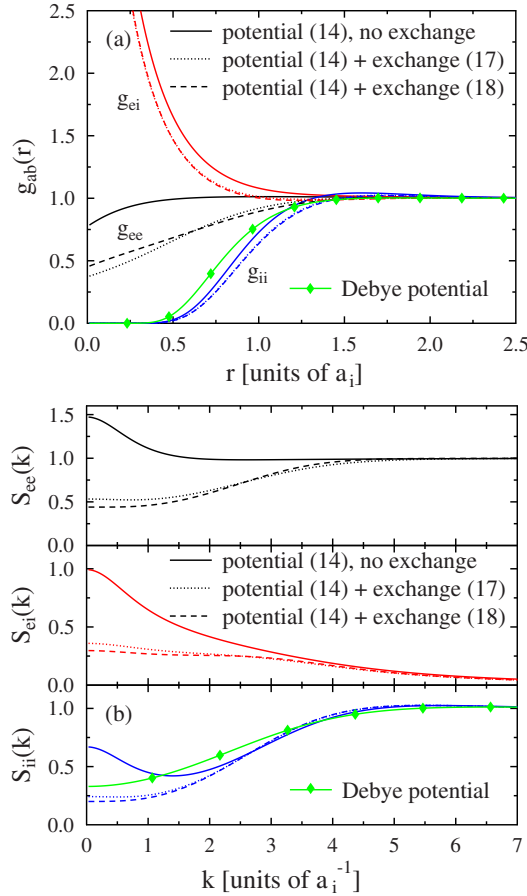 2.5
(a)
potential (14), no exchange
potential (14) + exchange (17)
potential (14) + exchange (18)
2.0
g_ei
1.5
g_ab(r)
1.0
g_ee
0.5
g_ii
Debye potential
0.0
0.0 0.5 1.0 1.5 2.0 2.5
r [units of a_i]
1.5
1.0
S_ee(k)
0.5
0.0
potential (14), no exchange
potential (14) + exchange (17)
potential (14) + exchange (18)
1.0
S_ei(k)
0.5
0.0
(b)
1.0
S_ii(k)
0.5
Debye potential
0.0
0 1 2 3 4 5 6 7
k [units of a_i^-1]